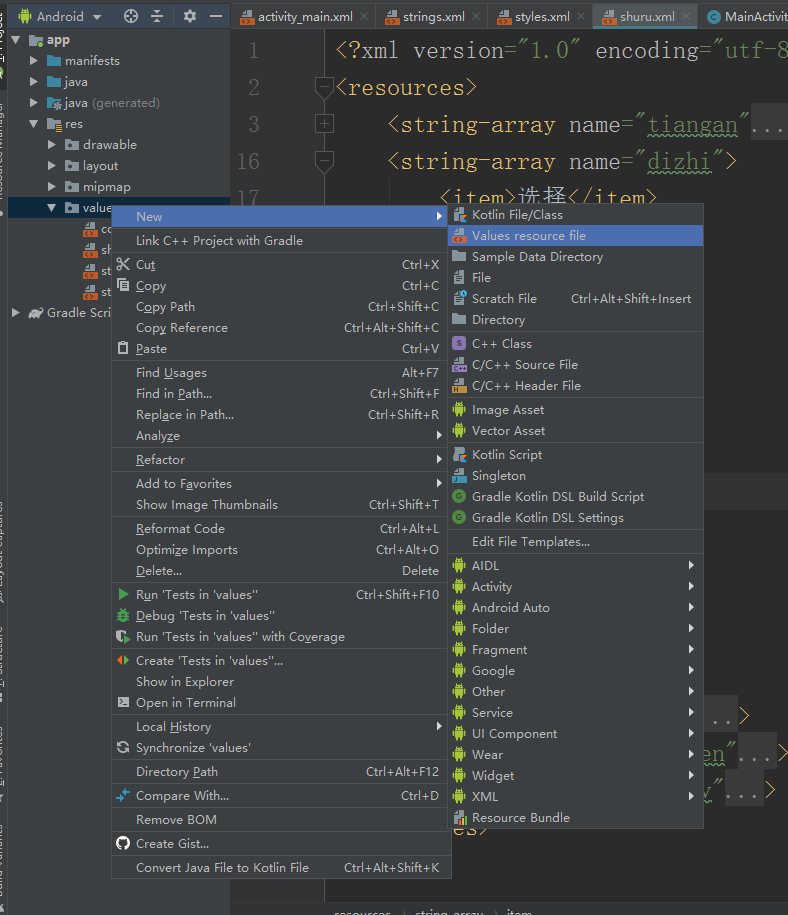 Android
activity_main.xml
strings.xml
styles.xml
shuru.xml
MainActivit
app
manifests
java
java (generated)
res
drawable
layout
mipmap
value
Gradle Scri
1 <?xml version="1.0" encoding="utf-8
2 <resources>
3 <string-array name="tiangan"...
16 <string-array name="dizhi">
17 <item>选择</item>
New
Link C++ Project with Gradle
Cut Ctrl+X
Copy Ctrl+C
Copy Path Ctrl+Shift+C
Copy Reference Ctrl+Alt+Shift+C
Paste Ctrl+V
Find Usages Alt+F7
Find in Path... Ctrl+Shift+F
Replace in Path... Ctrl+Shift+R
Analyze
Refactor
Add to Favorites
Show Image Thumbnails Ctrl+Shift+T
Reformat Code Ctrl+Alt+L
Optimize Imports Ctrl+Alt+O
Delete... Delete
Run 'Tests in 'values'' Ctrl+Shift+F10
Debug 'Tests in 'values''
Run 'Tests in 'values'' with Coverage
Create 'Tests in 'values''...
Show in Explorer
Open in Terminal
Local History
Synchronize 'values'
Directory Path Ctrl+Alt+F12
Compare With... Ctrl+D
Remove BOM
Create Gist...
Convert Java File to Kotlin File Ctrl+Alt+Shift+K
Kotlin File/Class
Values resource file
Sample Data Directory
File
Scratch File Ctrl+Alt+Shift+Insert
Directory
C++ Class
C/C++ Source File
C/C++ Header File
Image Asset
Vector Asset
Kotlin Script
Singleton
Gradle Kotlin DSL Build Script
Gradle Kotlin DSL Settings
Edit File Templates...
AIDL
Activity
Android Auto
Folder
Fragment
Google
Other
Service
UI Component
Wear
Widget
XML
Resource Bundle
..>
en"...>
y"...>
es>
resources › string-array › item